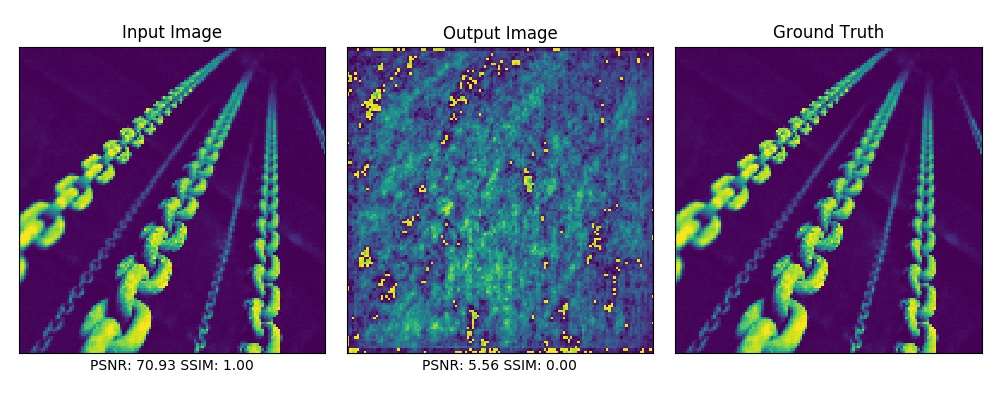 Input Image
Output Image
Ground Truth
PSNR: 70.93 SSIM: 1.00
PSNR: 5.56 SSIM: 0.00